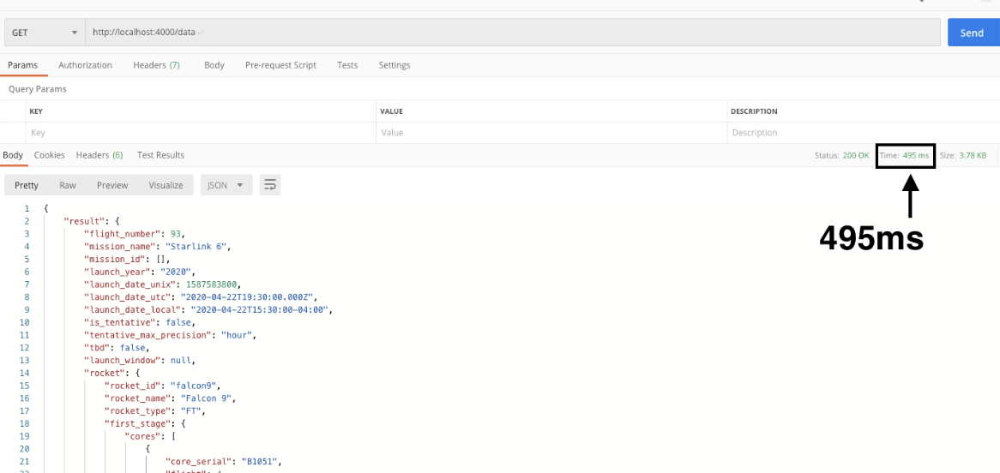 GET http://localhost:4000/data Send
Params Authorization Headers (7) Body Pre-request Script Tests Settings
Query Params
KEY VALUE DESCRIPTION
Key Value Description
Body Cookies Headers (6) Test Results Status: 200 OK Time: 495 ms Size: 3.78 KB
Pretty Raw Preview Visualize JSON
495ms
1 {
2 "result": {
3 "flight_number": 93,
4 "mission_name": "Starlink 6",
5 "mission_id": [],
6 "launch_year": "2020",
7 "launch_date_unix": 1587583800,
8 "launch_date_utc": "2020-04-22T19:30:00.000Z",
9 "launch_date_local": "2020-04-22T15:30:00-04:00",
10 "is_tentative": false,
11 "tentative_max_precision": "hour",
12 "tbd": false,
13 "launch_window": null,
14 "rocket": {
15 "rocket_id": "falcon9",
16 "rocket_name": "Falcon 9",
17 "rocket_type": "FT",
18 "first_stage": {
19 "cores": [
20 {
21 "core_serial": "B1051",